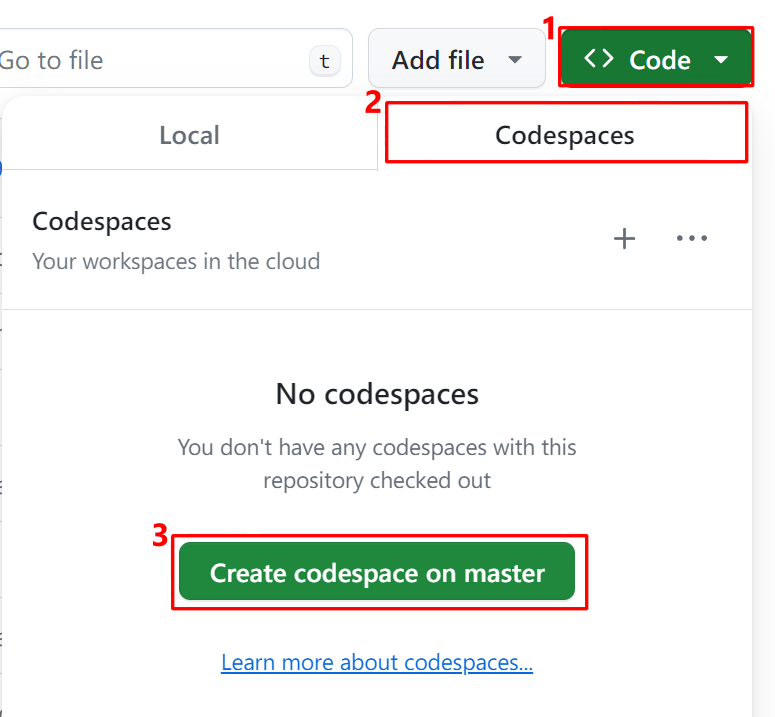 1
Go to file t Add file <> Code
2
Local Codespaces
Codespaces
Your workspaces in the cloud
No codespaces
You don't have any codespaces with this
repository checked out
3
Create codespace on master
Learn more about codespaces...